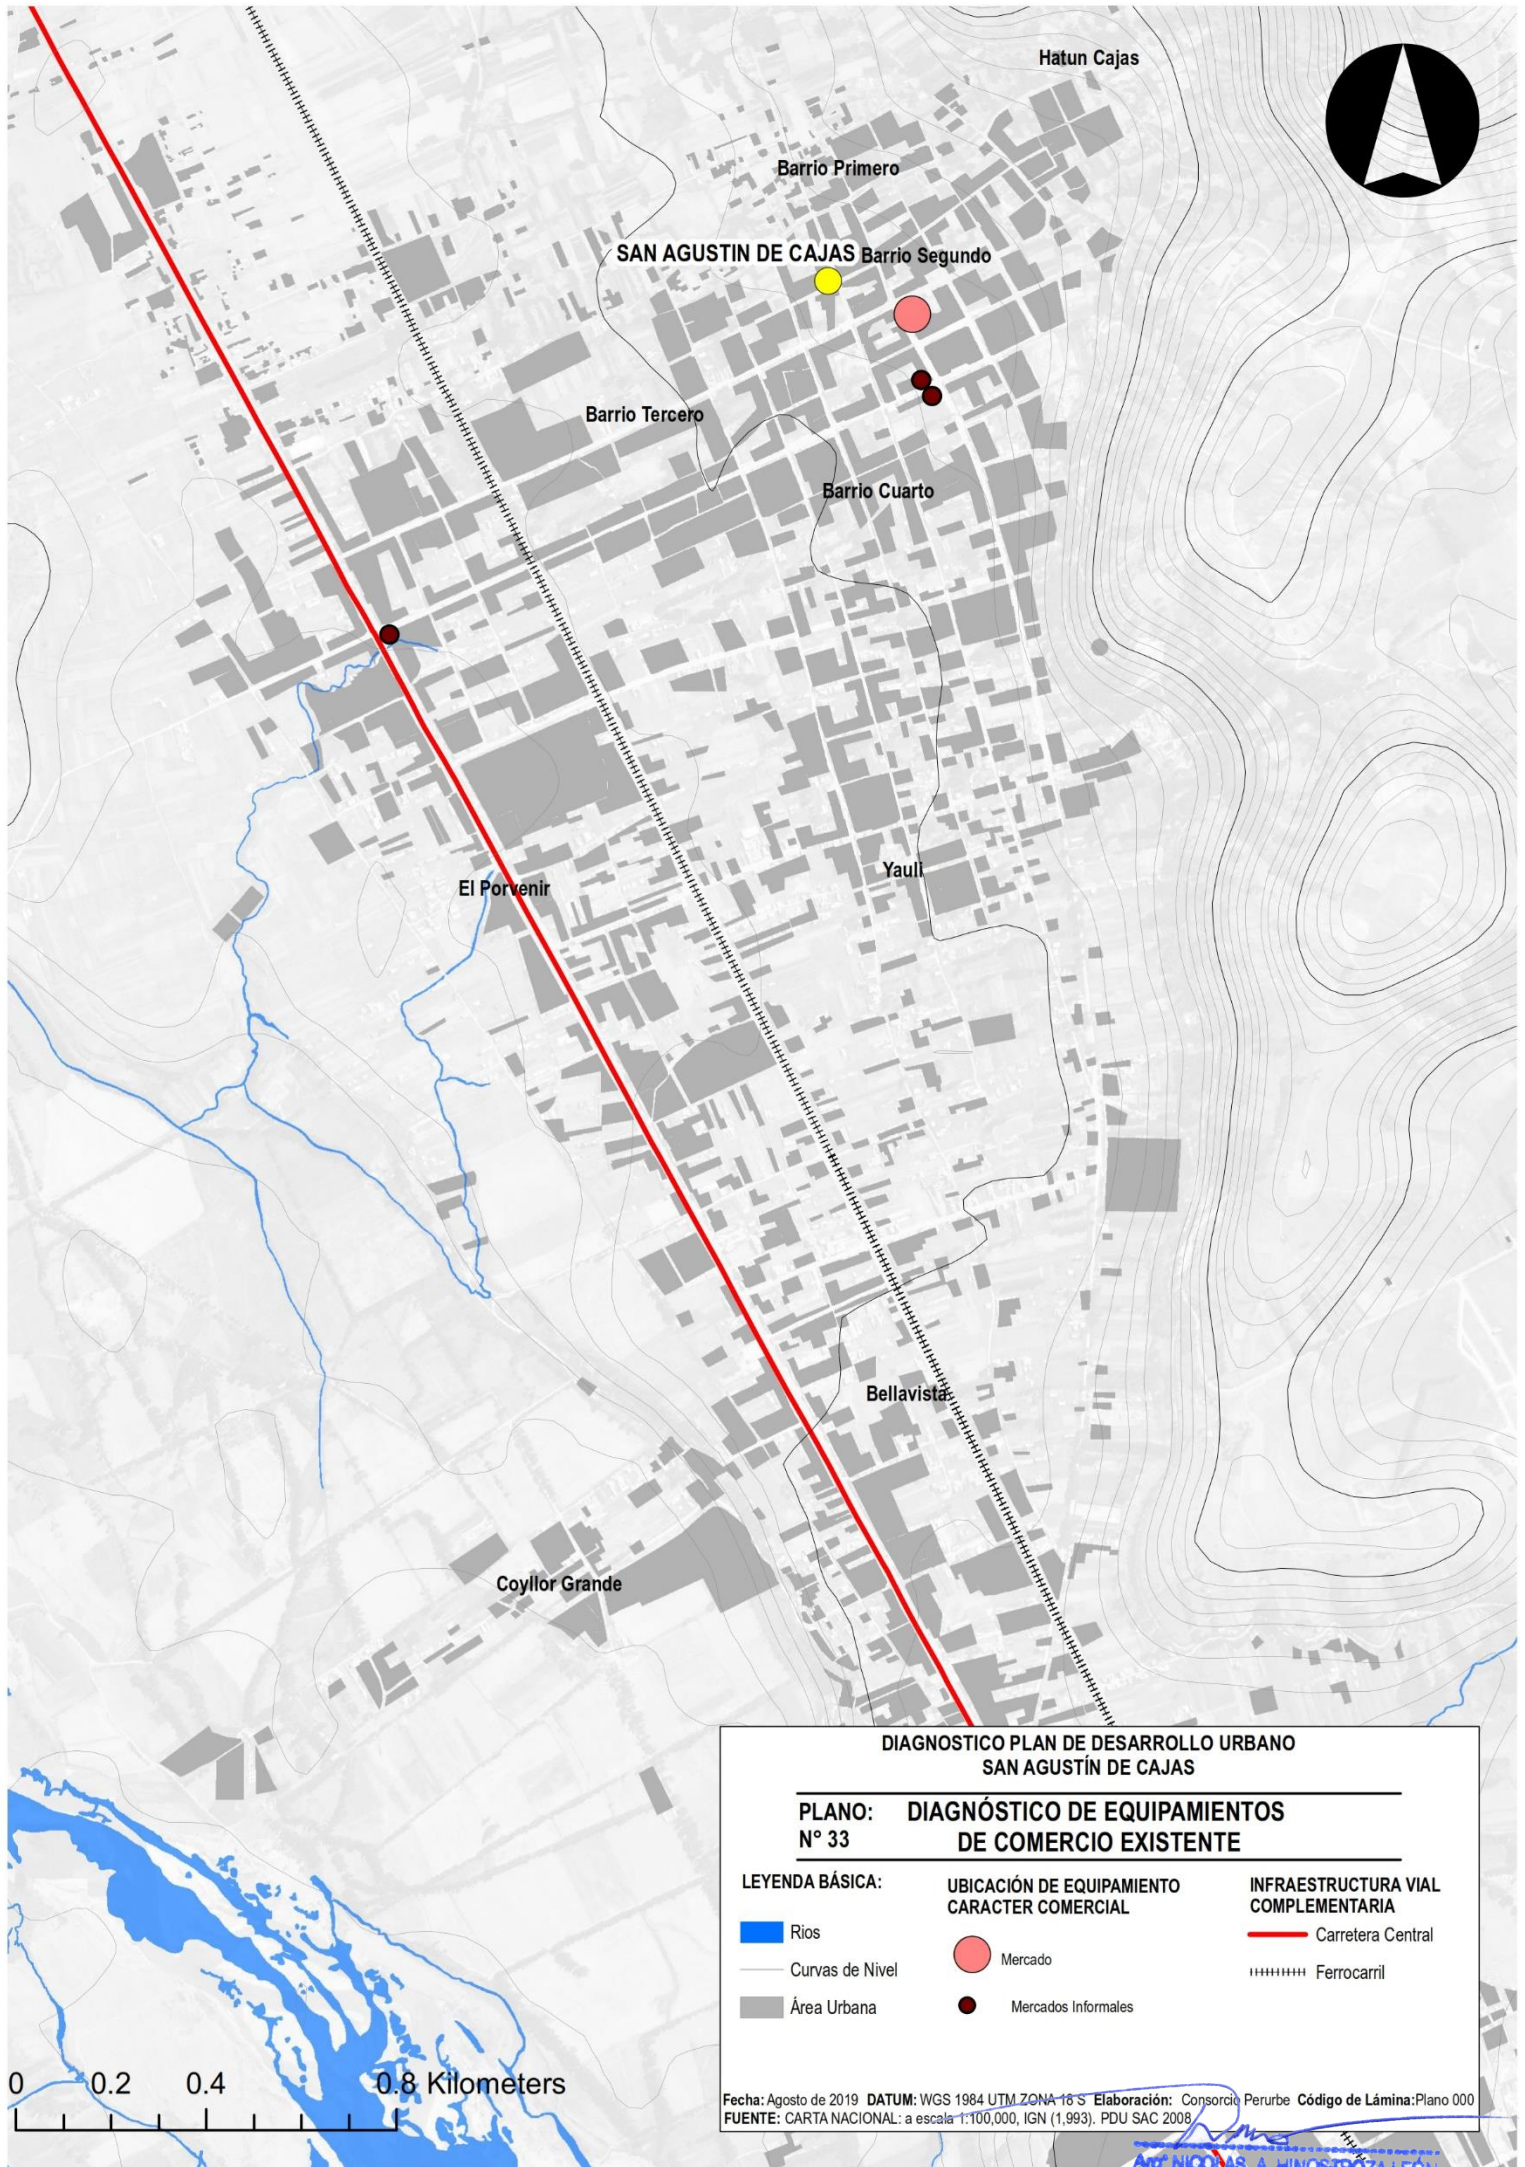 Hatun Cajas
Barrio Primero
SAN AGUSTIN DE CAJAS
Barrio Segundo
Barrio Tercero
Barrio Cuarto
El Porvenir
Yauli
Bellavista
Coyllor Grande
0 0.2 0.4 0.8 Kilometers
DIAGNOSTICO PLAN DE DESARROLLO URBANO
SAN AGUSTÍN DE CAJAS
PLANO: DIAGNÓSTICO DE EQUIPAMIENTOS
N° 33 DE COMERCIO EXISTENTE
LEYENDA BÁSICA:
Rios
Curvas de Nivel
Área Urbana
UBICACIÓN DE EQUIPAMIENTO
CARACTER COMERCIAL
Mercado
Mercados Informales
INFRAESTRUCTURA VIAL
COMPLEMENTARIA
Carretera Central
Ferrocarril
Fecha: Agosto de 2019 DATUM: WGS 1984 UTM ZONA 18 S Elaboración: Consorcio Perurbe Código de Lámina:Plano 000
FUENTE: CARTA NACIONAL: a escala 1:100,000, IGN (1,993). PDU SAC 2008
NICOLAS A. HINOSTROZA LEÓN